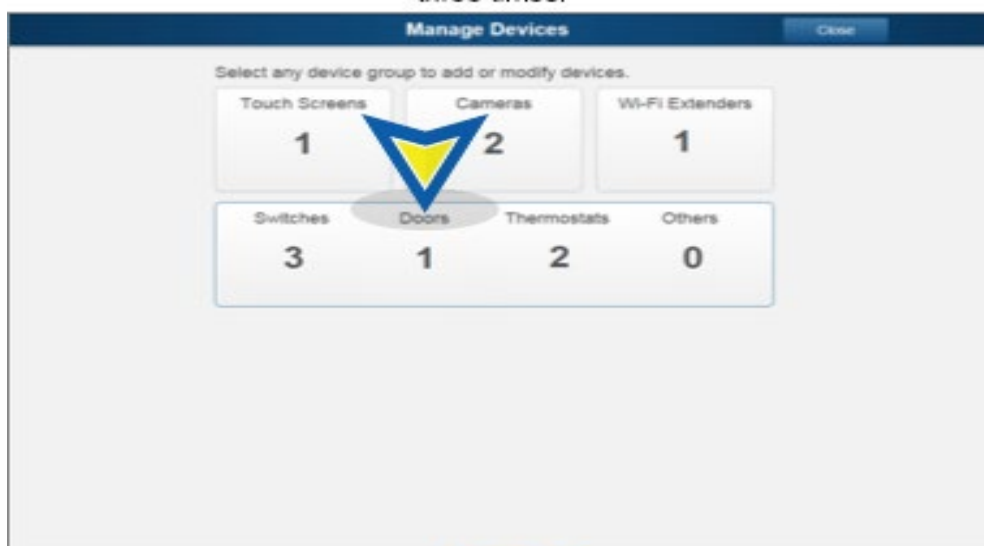 Manage Devices
Close
Select any device group to add or modify devices.
Touch Screens Cameras Wi-Fi Extenders
1 2 1
Switches Doors Thermostats Others
3 1 2 0